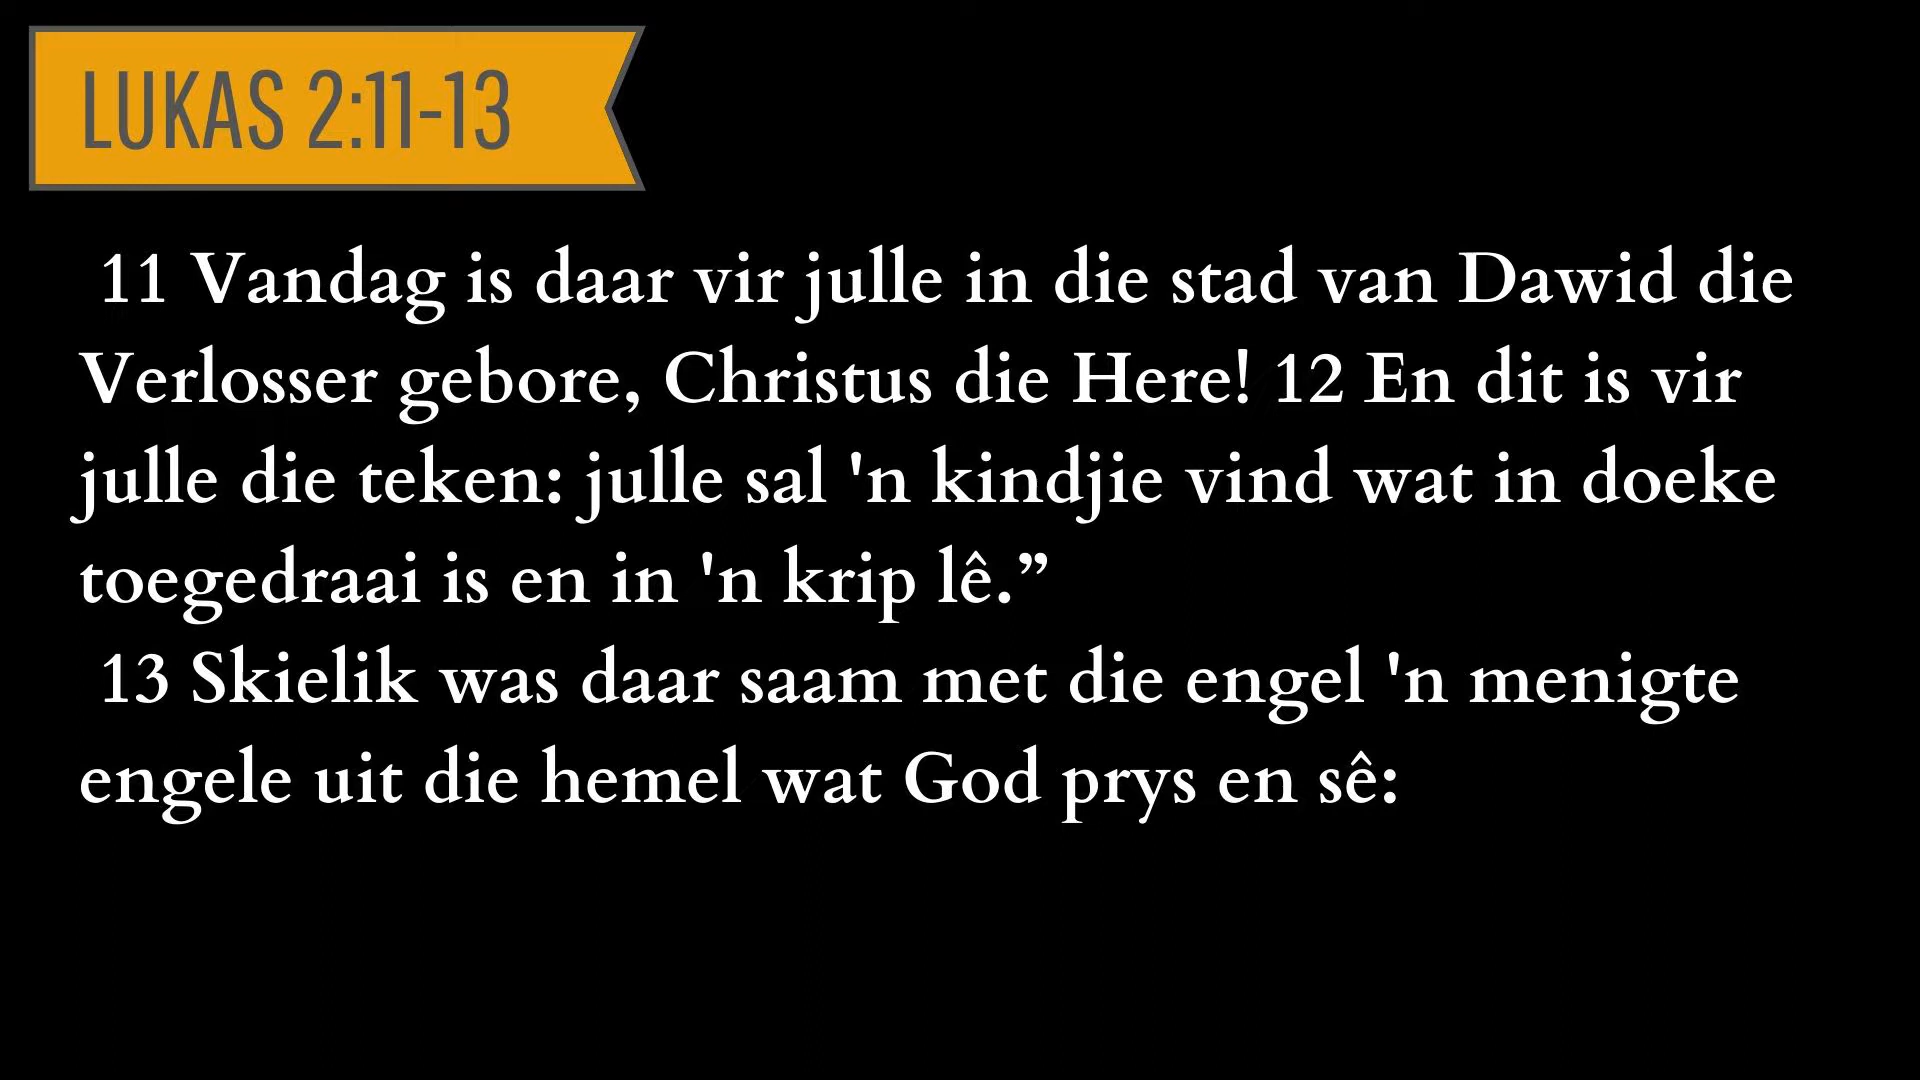 LUKAS 2:11-13
11 Vandag is daar vir julle in die stad van Dawid die
Verlosser gebore, Christus die Here! 12 En dit is vir
julle die teken: julle sal 'n kindjie vind wat in doeke
toegedraai is en in 'n krip lê.”
13 Skielik was daar saam met die engel 'n menigte
engele uit die hemel wat God prys en sê: